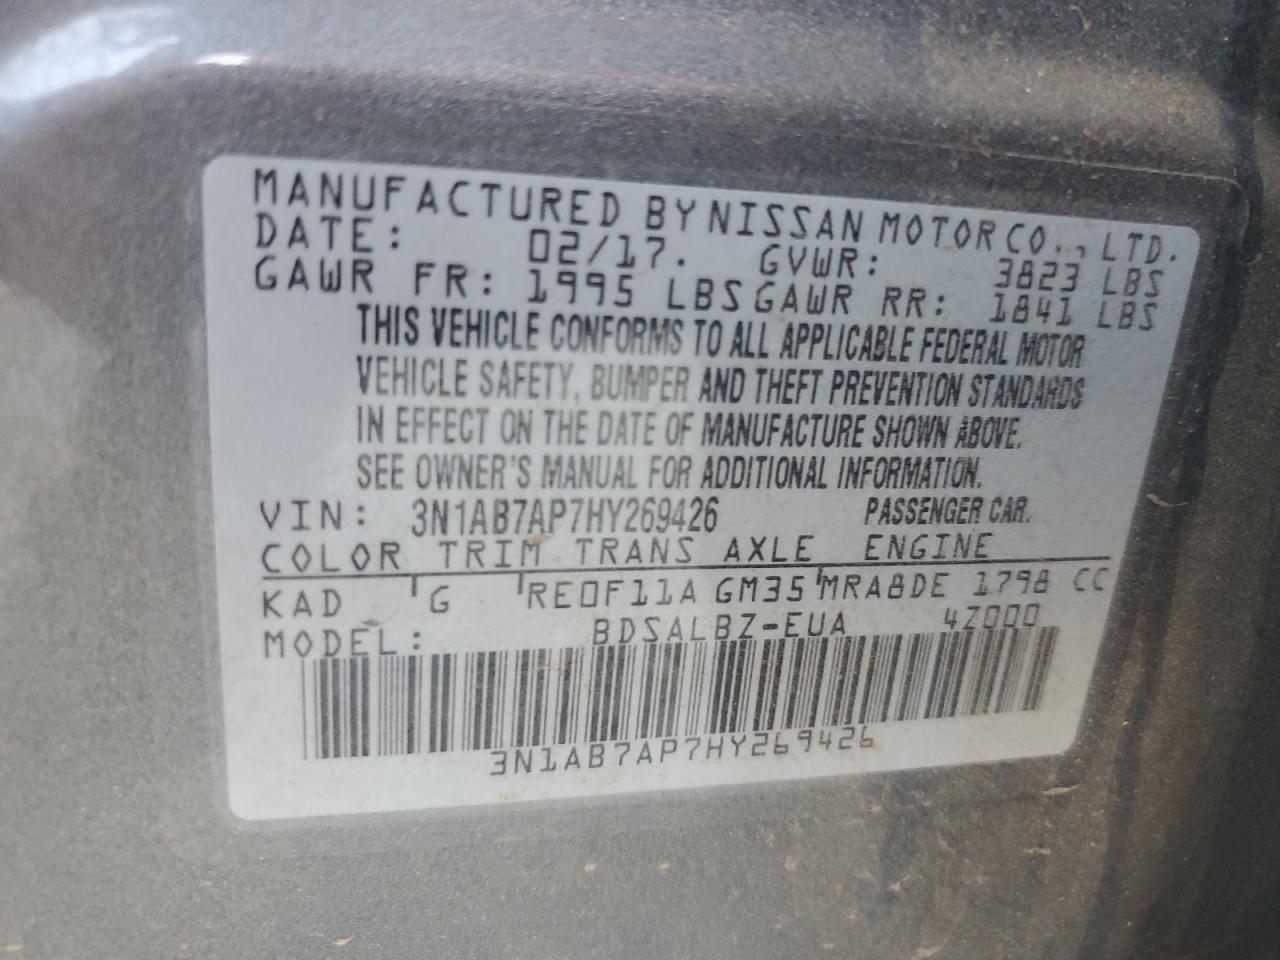 MANUFACTURED BY NISSAN MOTOR CO., LTD.
DATE: 02/17. GVWR: 3823 LBS
GAWR FR: 1995 LBS GAWR RR: 1841 LBS
THIS VEHICLE CONFORMS TO ALL APPLICABLE FEDERAL MOTOR
VEHICLE SAFETY, BUMPER AND THEFT PREVENTION STANDARDS
IN EFFECT ON THE DATE OF MANUFACTURE SHOWN ABOVE.
SEE OWNER'S MANUAL FOR ADDITIONAL INFORMATION.
VIN: 3N1AB7AP7HY269426 PASSENGER CAR.
COLOR TRIM TRANS AXLE ENGINE
KAD G RE0F11A GM35 MRA8DE 1798 CC
MODEL: BDSALBZ-EUA 4Z000
3N1AB7AP7HY269426